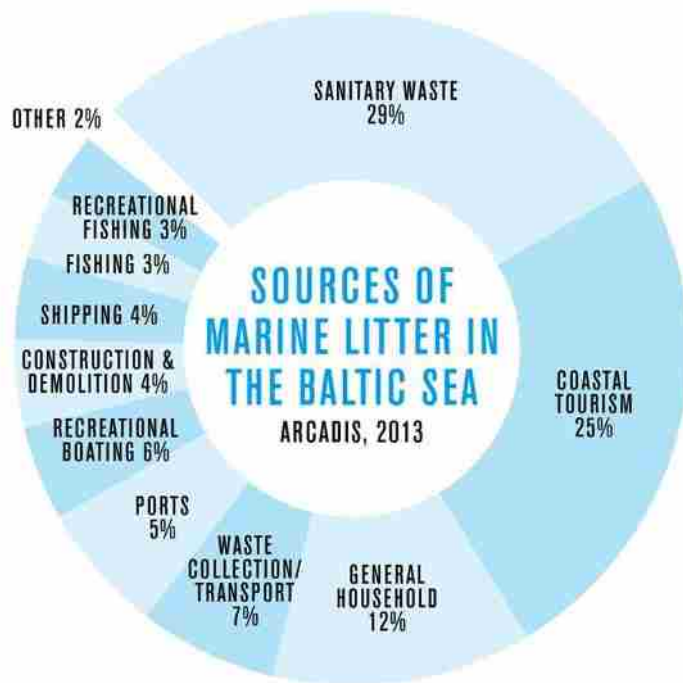 SOURCES OF
MARINE LITTER IN
THE BALTIC SEA
ARCADIS, 2013
SANITARY WASTE
29%
COASTAL
TOURISM
25%
GENERAL
HOUSEHOLD
12%
WASTE
COLLECTION/
TRANSPORT
7%
PORTS
5%
RECREATIONAL
BOATING 6%
CONSTRUCTION &
DEMOLITION 4%
SHIPPING 4%
FISHING 3%
RECREATIONAL
FISHING 3%
OTHER 2%